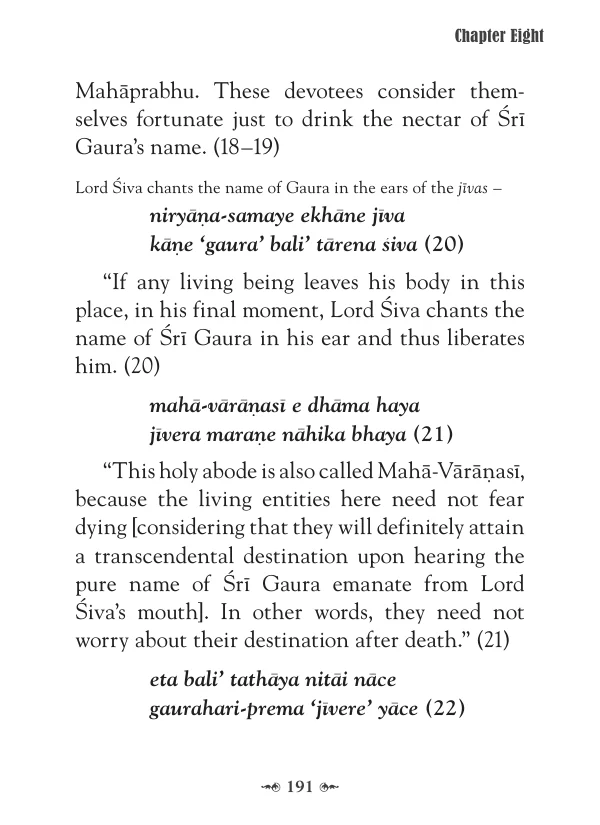 Chapter Eight
Mahāprabhu. These devotees consider them-
selves fortunate just to drink the nectar of Śrī
Gaura’s name. (18–19)
Lord Śiva chants the name of Gaura in the ears of the jīvas –
niryāṇa-samaye ekhāne jīva
kāṇe ‘gaura’ bali’ tārena śiva (20)
“If any living being leaves his body in this
place, in his final moment, Lord Śiva chants the
name of Śrī Gaura in his ear and thus liberates
him. (20)
mahā-vārāṇasī e dhāma haya
jīvera maraṇe nāhika bhaya (21)
“This holy abode is also called Mahā-Vārāṇasī,
because the living entities here need not fear
dying [considering that they will definitely attain
a transcendental destination upon hearing the
pure name of Śrī Gaura emanate from Lord
Śiva’s mouth]. In other words, they need not
worry about their destination after death.” (21)
eta bali’ tathāya nitāi nāce
gaurahari-prema ‘jīvere’ yāce (22)
191